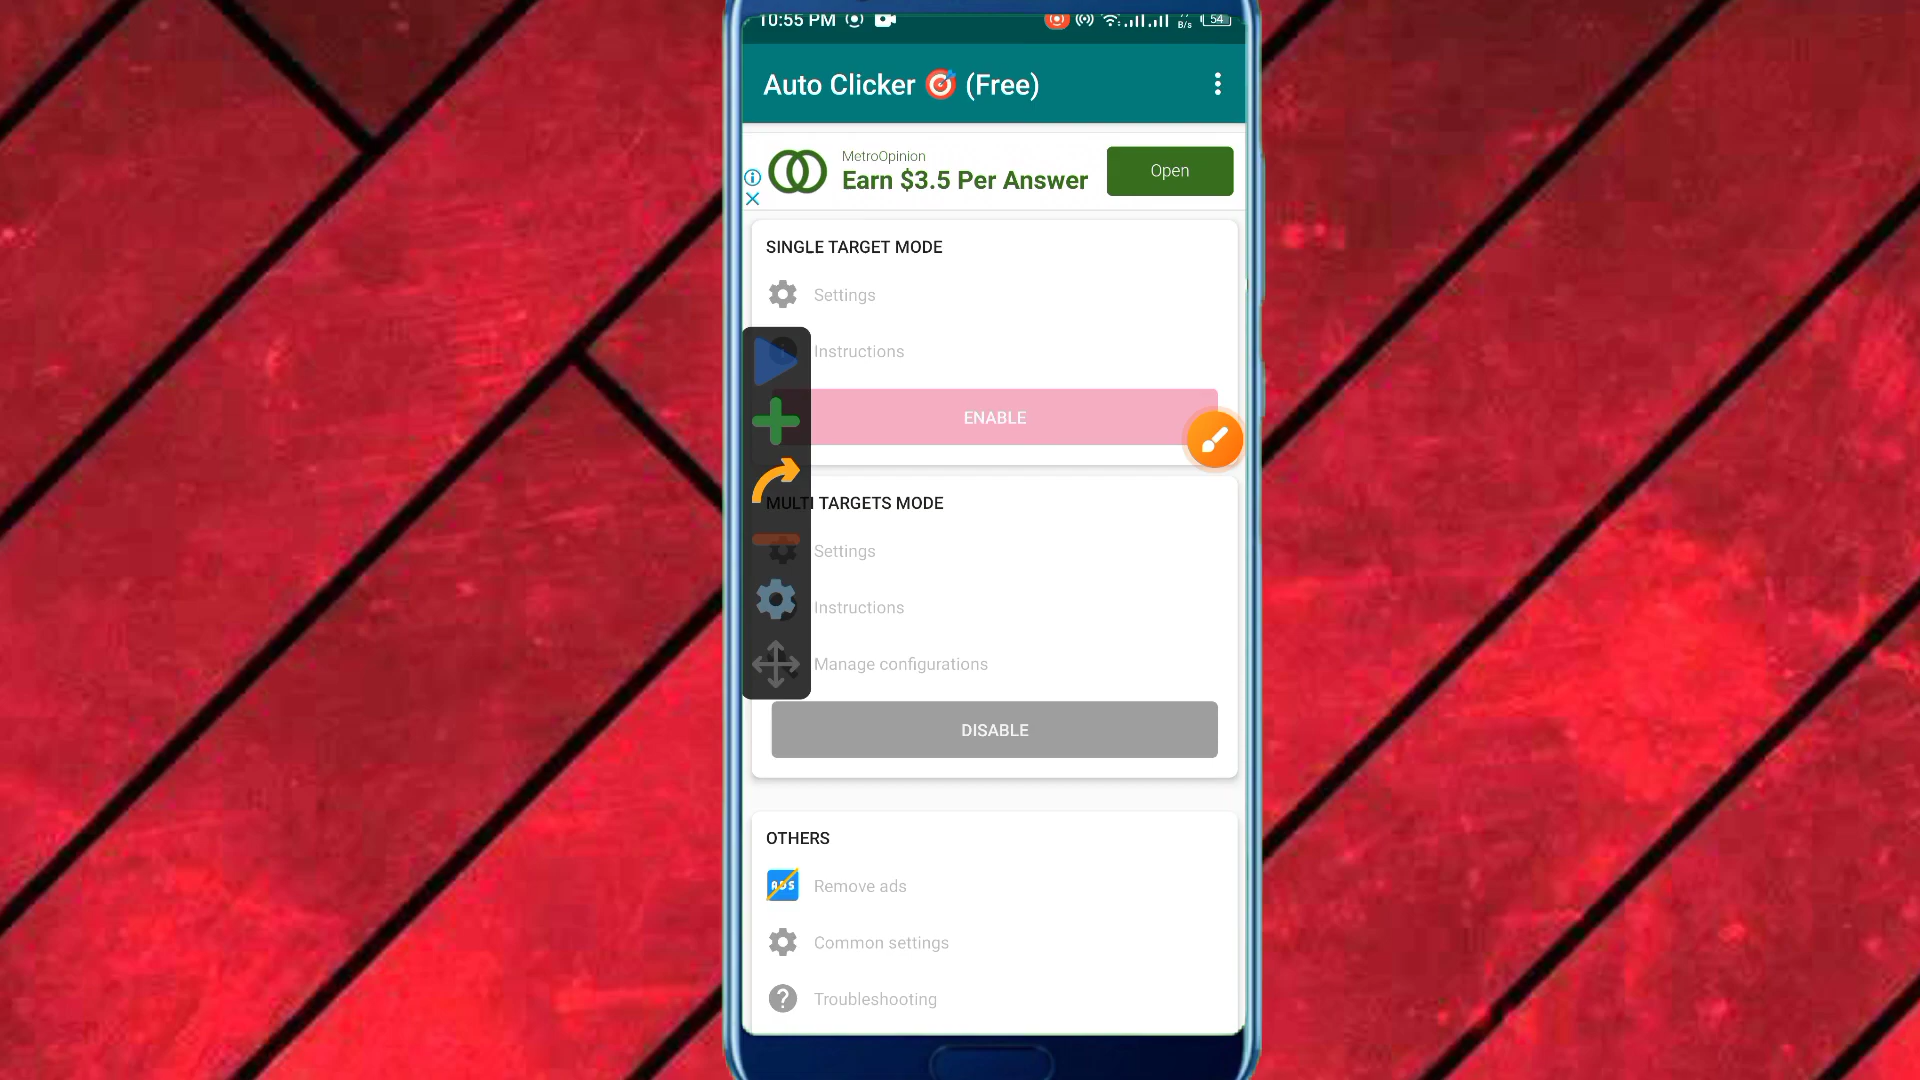 10:55 PM
B/s
54
Auto Clicker 🎯 (Free)
MetroOpinion
Earn $3.5 Per Answer
Open
SINGLE TARGET MODE
Settings
Instructions
ENABLE
MULTI TARGETS MODE
Settings
Instructions
Manage configurations
DISABLE
OTHERS
ADS
Remove ads
Common settings
Troubleshooting